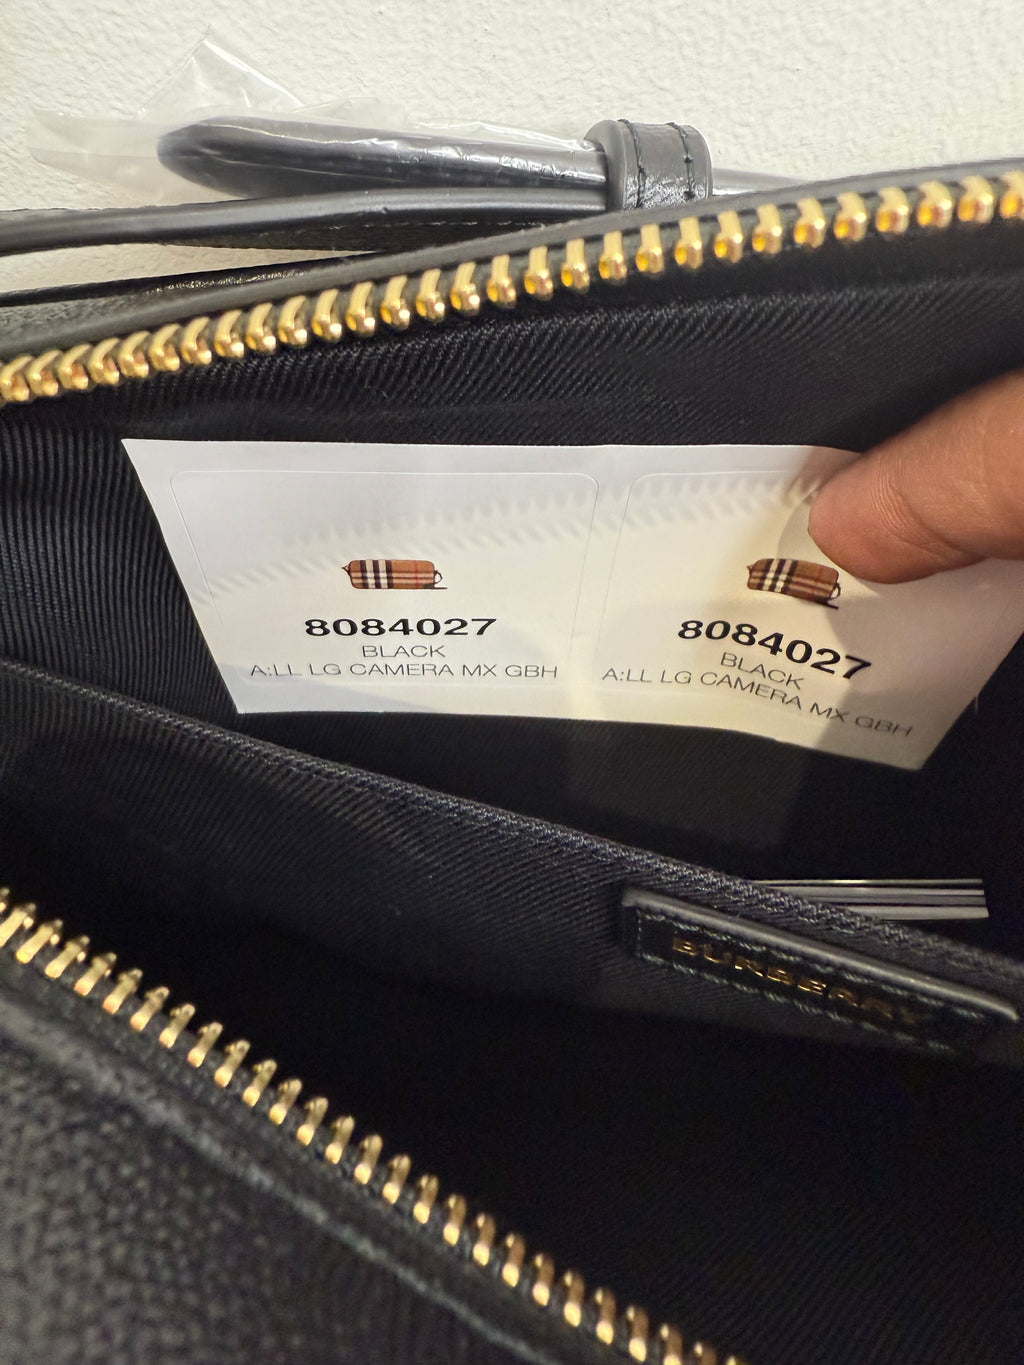 8084027
BLACK
A:LL LG CAMERA MX GBH
8084027
BLACK
A:LL LG CAMERA MX GBH
BURBERRY